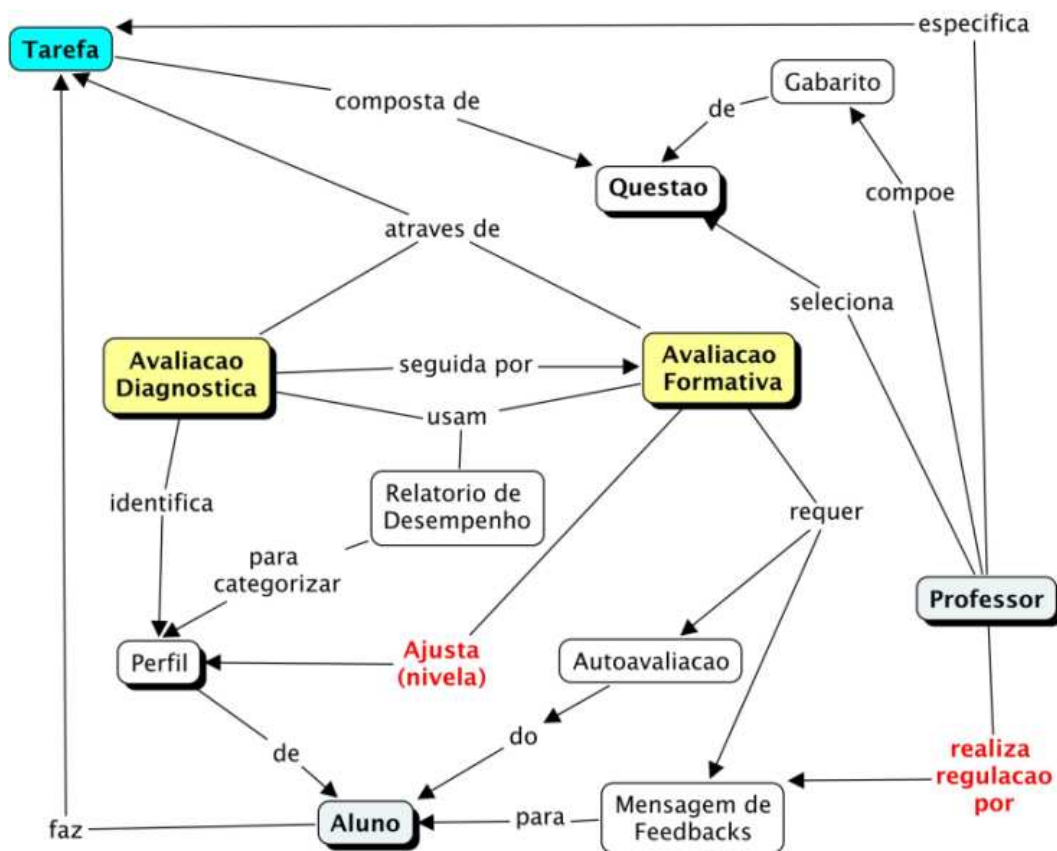 especifica
Tarefa
Gabarito
composta de
de
Questao
compoe
atraves de
seleciona
Avaliacao
Diagnostica
seguida por
Avaliacao
Formativa
usam
identifica
Relatorio de
Desempenho
requer
para
categorizar
Professor
Perfil
Ajusta
(nivela)
Autoavaliacao
de
do
realiza
regulacao
por
faz
Aluno
para
Mensagem de
Feedbacks